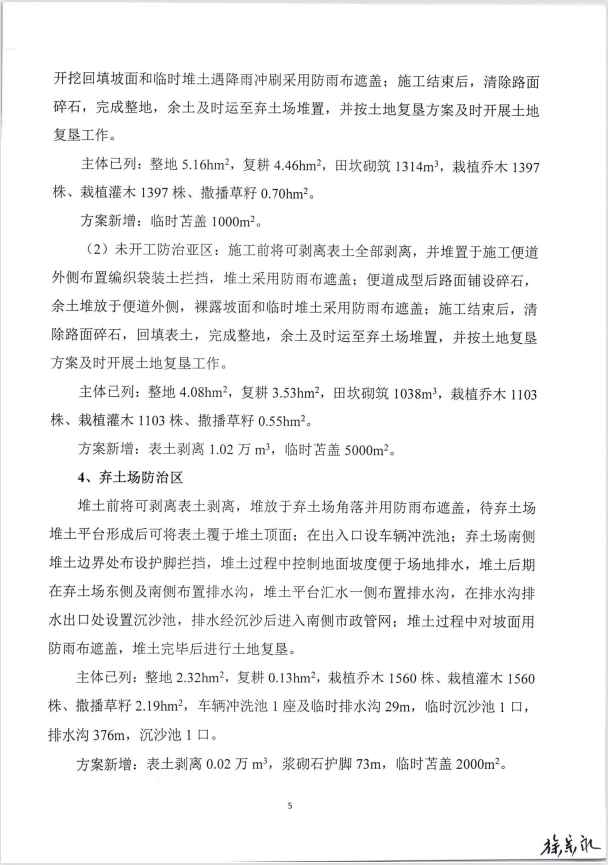 开挖回填坡面和临时堆土遇降雨冲刷采用防雨布遮盖；施工结束后，清除路面
碎石，完成整地，余土及时运至弃土场堆置，并按土地复垦方案及时开展土地
复垦工作。
主体已列：整地 5.16hm²，复耕 4.46hm²，田坎砌筑 1314m³，栽植乔木 1397
株、栽植灌木 1397 株、撒播草籽 0.70hm²。
方案新增：临时苫盖 1000m²。
（2）未开工防治亚区：施工前将可剥离表土全部剥离，并堆置于施工便道
外侧布置编织袋装土拦挡，堆土采用防雨布遮盖；便道成型后路面铺设碎石，
余土堆放于便道外侧，裸露坡面和临时堆土采用防雨布遮盖；施工结束后，清
除路面碎石，回填表土，完成整地，余土及时运至弃土场堆置，并按土地复垦
方案及时开展土地复垦工作。
主体已列：整地 4.08hm²，复耕 3.53hm²，田坎砌筑 1038m³，栽植乔木 1103
株、栽植灌木 1103 株、撒播草籽 0.55hm²。
方案新增：表土剥离 1.02 万 m³，临时苫盖 5000m²。
4、弃土场防治区
堆土前将可剥离表土剥离，堆放于弃土场角落并用防雨布遮盖，待弃土场
堆土平台形成后可将表土覆于堆土顶面；在出入口设车辆冲洗池；弃土场南侧
堆土边界处布设护脚拦挡，堆土过程中控制地面坡度便于场地排水，堆土后期
在弃土场东侧及南侧布置排水沟，堆土平台汇水一侧布置排水沟，在排水沟排
水出口处设置沉沙池，排水经沉沙后进入南侧市政管网；堆土过程中对坡面用
防雨布遮盖，堆土完毕后进行土地复垦。
主体已列：整地 2.32hm²，复耕 0.13hm²，栽植乔木 1560 株、栽植灌木 1560
株、撒播草籽 2.19hm²，车辆冲洗池 1 座及临时排水沟 29m，临时沉沙池 1 口，
排水沟 376m，沉沙池 1 口。
方案新增：表土剥离 0.02 万 m³，浆砌石护脚 73m，临时苫盖 2000m²。
5